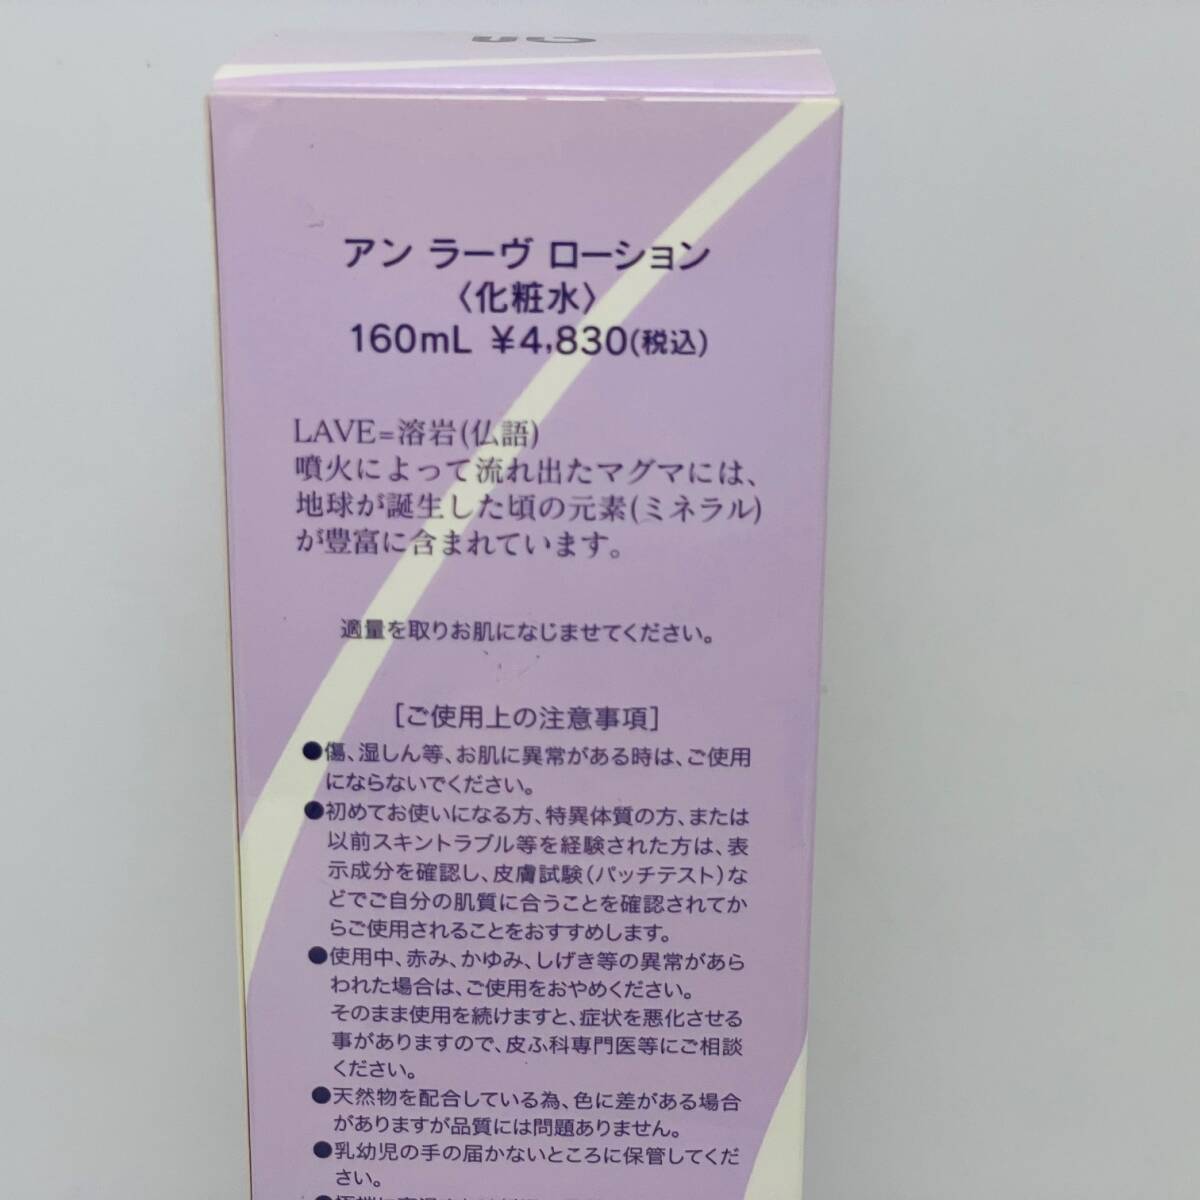 アン ラーヴ ローション
〈化粧水〉
160mL ￥4,830(税込)
LAVE=溶岩(仏語)
噴火によって流れ出たマグマには、
地球が誕生した頃の元素(ミネラル)
が豊富に含まれています。
適量を取りお肌になじませてください。
[ご使用上の注意事項]
●傷、湿しん等、お肌に異常がある時は、ご使用
にならないでください。
●初めてお使いになる方、特異体質の方、または
以前スキントラブル等を経験された方は、表
示成分を確認し、皮膚試験(パッチテスト)な
どでご自分の肌質に合うことを確認されてか
らご使用されることをおすすめします。
●使用中、赤み、かゆみ、しげき等の異常があら
われた場合は、ご使用をおやめください。
そのまま使用を続けますと、症状を悪化させる
事がありますので、皮ふ科専門医等にご相談
ください。
●天然物を配合している為、色に差がある場合
がありますが品質には問題ありません。
●乳幼児の手の届かないところに保管してくだ
さい。